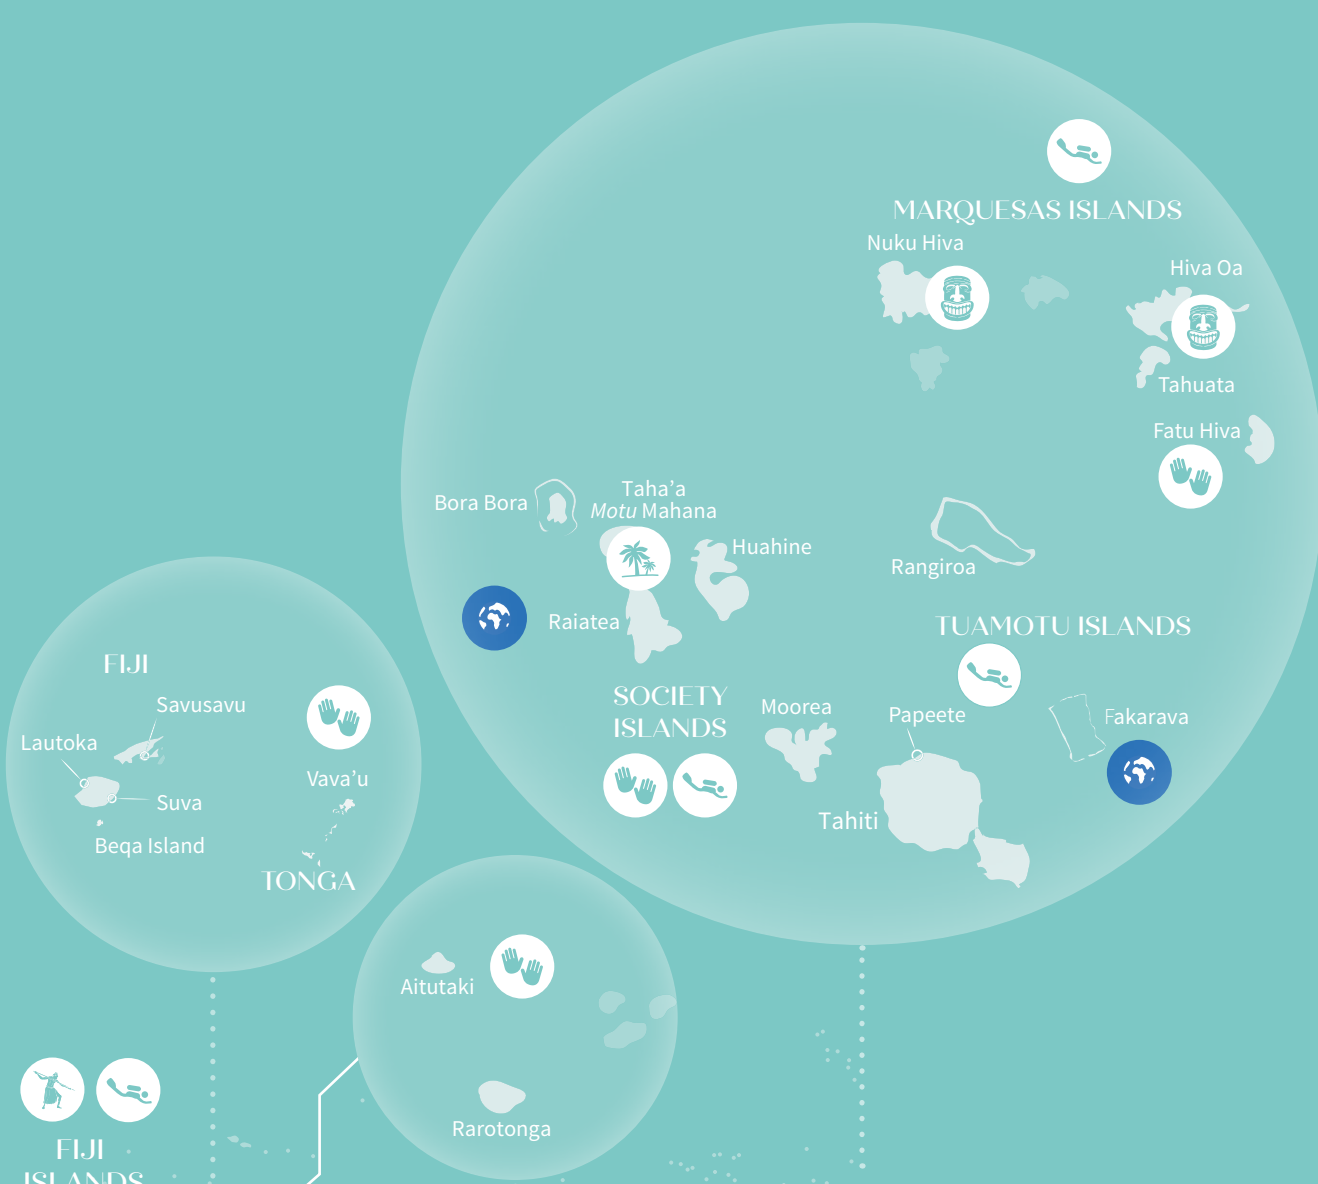 MARQUESAS ISLANDS
Nuku Hiva
Hiva Oa
Tahuata
Fatu Hiva
Bora Bora
Taha’a
Motu Mahana
Huahine
Rangiroa
Raiatea
TUAMOTU ISLANDS
SOCIETY
ISLANDS
Moorea
Papeete
Fakarava
Tahiti
FIJI
Savusavu
Lautoka
Vava’u
Suva
Beqa Island
TONGA
Aitutaki
Rarotonga
FIJI
ISLANDS